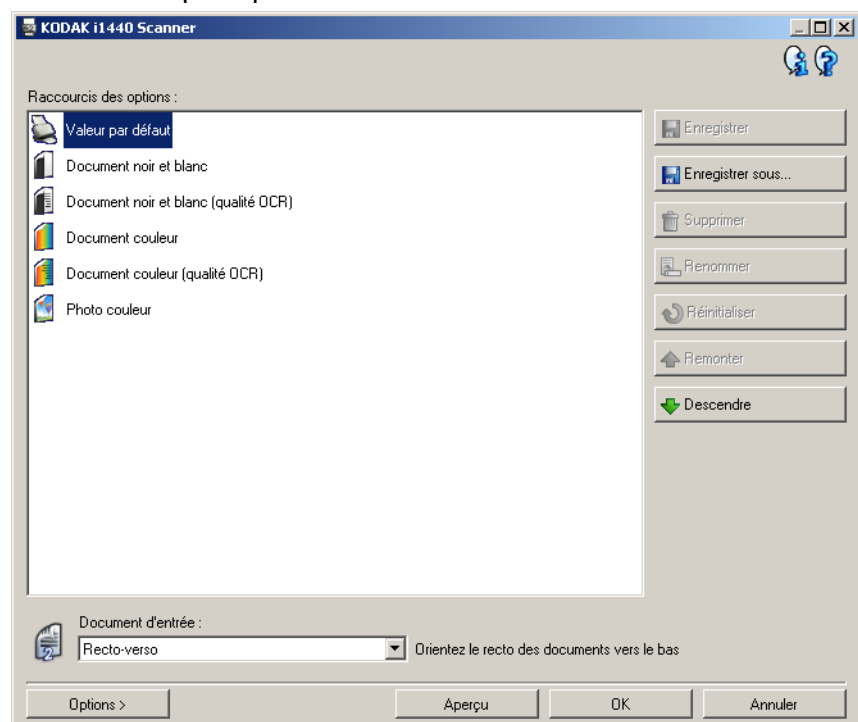 KODAK i1440 Scanner
Raccourcis des options :
Valeur par défaut
Document noir et blanc
Document noir et blanc (qualité OCR)
Document couleur
Document couleur (qualité OCR)
Photo couleur
Enregistrer
Enregistrer sous...
Supprimer
Renommer
Réinitialiser
Remonter
Descendre
Document d'entrée :
2
Recto-verso
Orientez le recto des documents vers le bas
Options >
Aperçu
OK
Annuler